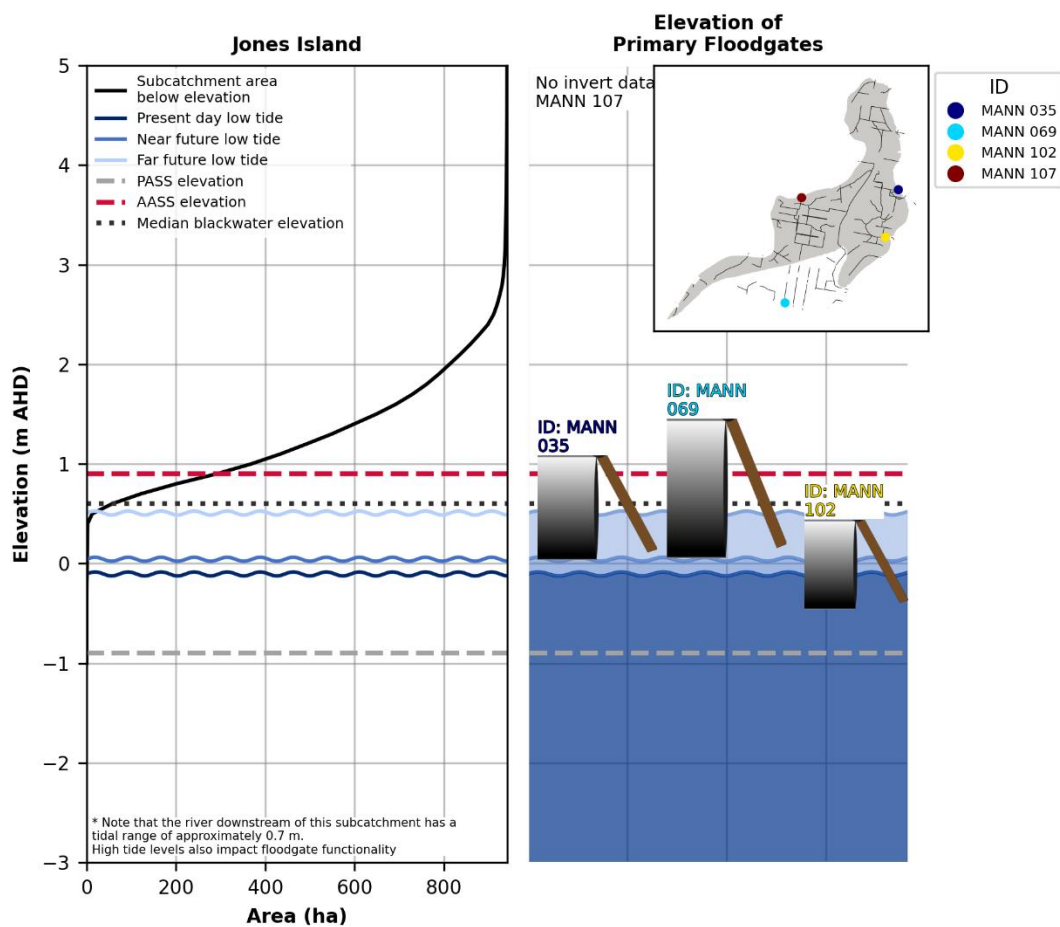 Jones Island
Elevation of
Primary Floodgates
Elevation (m AHD)
5
4
3
2
1
0
−1
−2
−3
Subcatchment area
below elevation
Present day low tide
Near future low tide
Far future low tide
PASS elevation
AASS elevation
Median blackwater elevation
* Note that the river downstream of this subcatchment has a
tidal range of approximately 0.7 m.
High tide levels also impact floodgate functionality
0
200
400
600
800
Area (ha)
No invert data
MANN 107
ID: MANN
035
ID: MANN
069
ID: MANN
102
ID
MANN 035
MANN 069
MANN 102
MANN 107